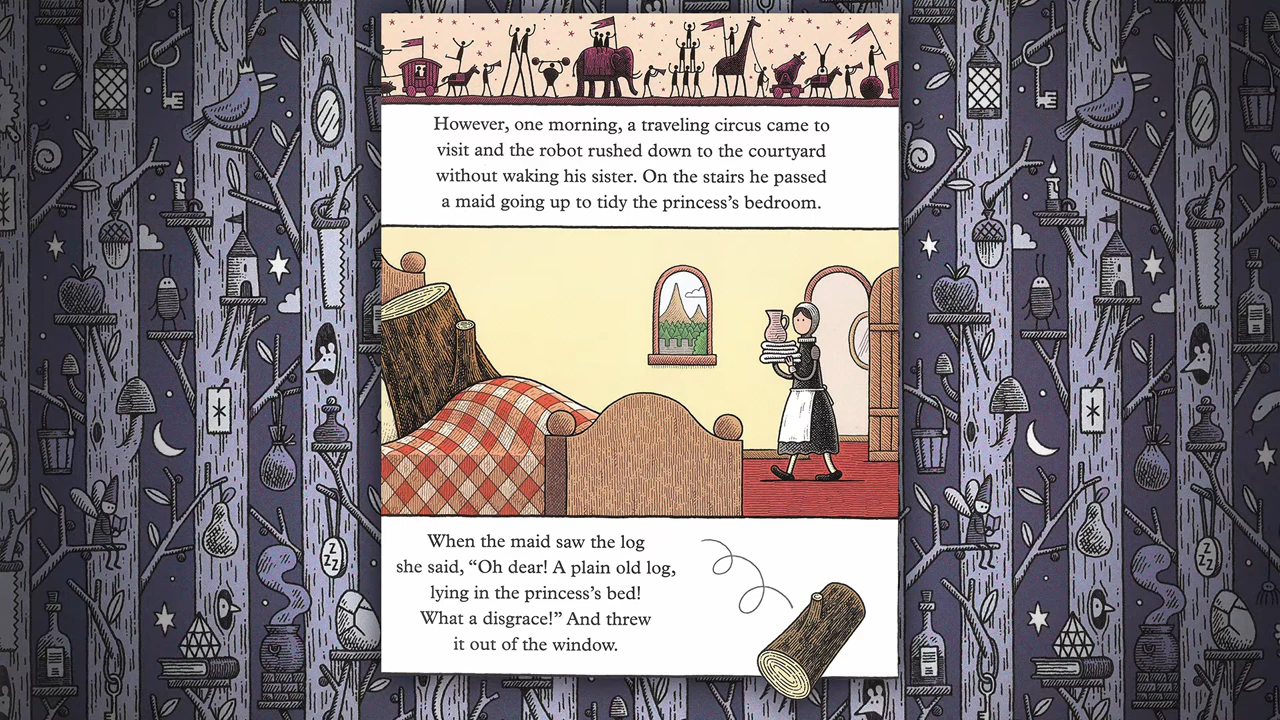 However, one morning, a traveling circus came to
visit and the robot rushed down to the courtyard
without waking his sister. On the stairs he passed
a maid going up to tidy the princess’s bedroom.
When the maid saw the log
she said, “Oh dear! A plain old log,
lying in the princess’s bed!
What a disgrace!” And threw
it out of the window.
Z
Z
Z
Z
Z
Z